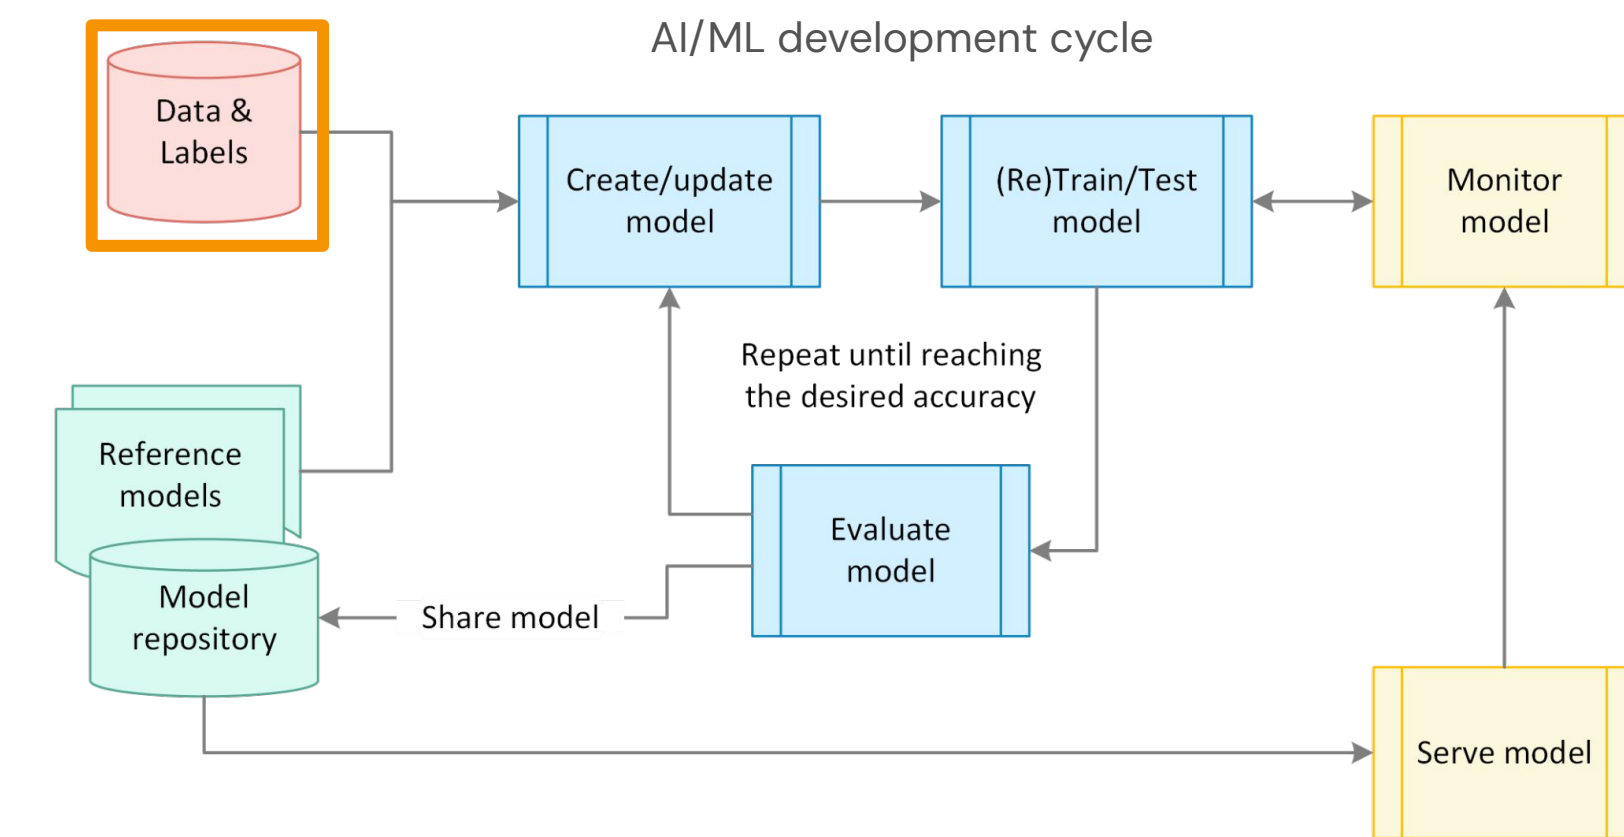 AI/ML development cycle
Data &
Labels
Create/update
model
(Re)Train/Test
model
Monitor
model
Repeat until reaching
the desired accuracy
Reference
models
Evaluate
model
Model
repository
Share model
Serve model